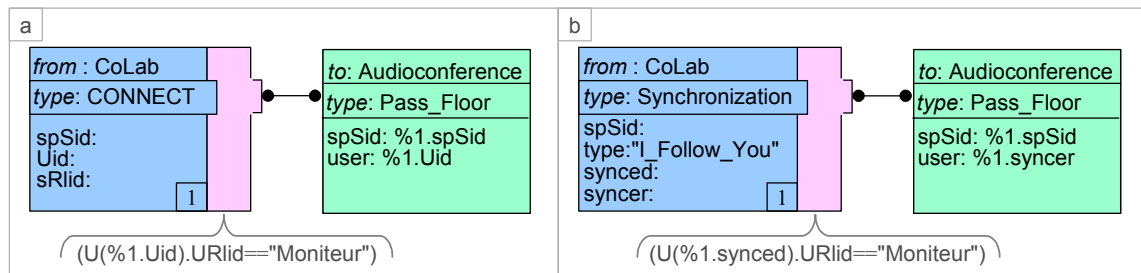 a
from : CoLab
type: CONNECT
spSid:
Uid:
sRlid:
1
to: Audioconference
type: Pass_Floor
spSid: %1.spSid
user: %1.Uid
(U(%1.Uid).URlid=="Moniteur")
b
from : CoLab
type: Synchronization
spSid:
type:"I_Follow_You"
synced:
syncer:
1
to: Audioconference
type: Pass_Floor
spSid: %1.spSid
user: %1.syncer
(U(%1.synced).URlid=="Moniteur")